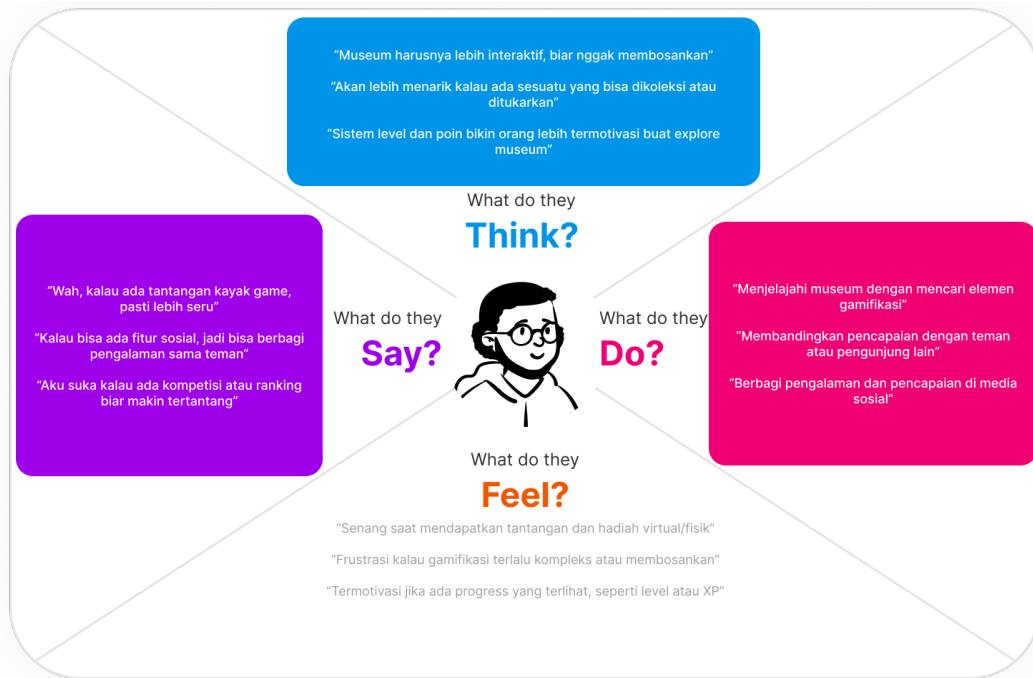 “Museum harusnya lebih interaktif, biar nggak membosankan”
“Akan lebih menarik kalau ada sesuatu yang bisa dikoleksi atau
ditukarkan”
“Sistem level dan poin bikin orang lebih termotivasi buat explore
museum”
What do they
Think?
“Wah, kalau ada tantangan kayak game,
pasti lebih seru”
“Kalau bisa ada fitur sosial, jadi bisa berbagi
pengalaman sama teman”
“Aku suka kalau ada kompetisi atau ranking
biar makin tertantang”
What do they
Say?
What do they
Do?
“Menjelajahi museum dengan mencari elemen
gamifikasi”
“Membandingkan pencapaian dengan teman
atau pengunjung lain”
“Berbagi pengalaman dan pencapaian di media
sosial”
What do they
Feel?
“Senang saat mendapatkan tantangan dan hadiah virtual/fisik”
“Frustrasi kalau gamifikasi terlalu kompleks atau membosankan”
“Termotivasi jika ada progress yang terlihat, seperti level atau XP”